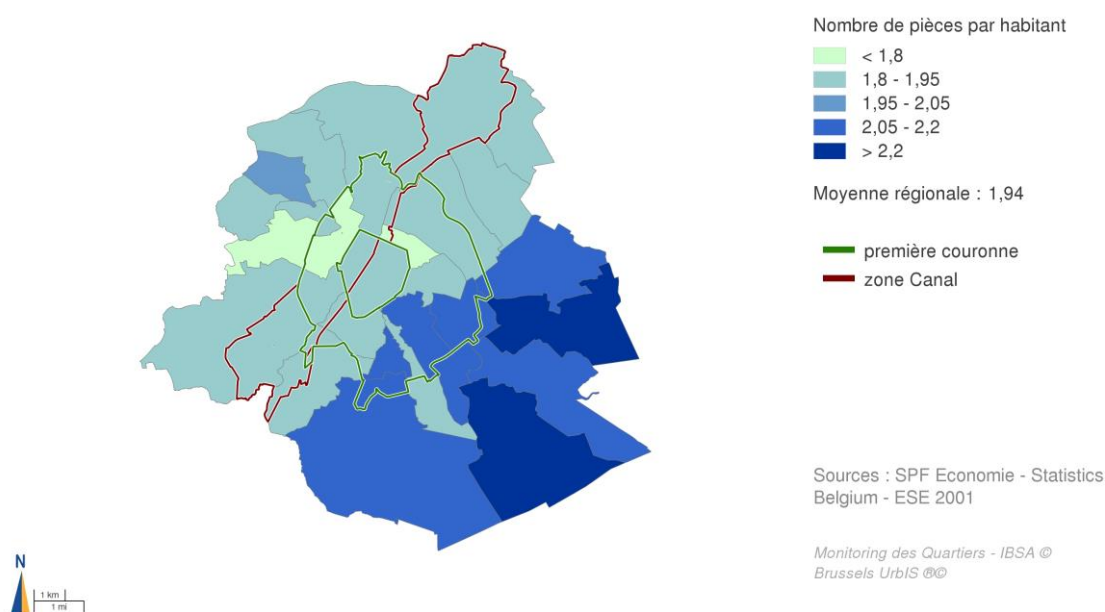 Nombre de pièces par habitant
< 1,8
1,8 - 1,95
1,95 - 2,05
2,05 - 2,2
> 2,2
Moyenne régionale : 1,94
première couronne
zone Canal
Sources : SPF Economie - Statistics
Belgium - ESE 2001
Monitoring des Quartiers - IBSA ©
Brussels UrbIS ®©
N
1 km
1 mi